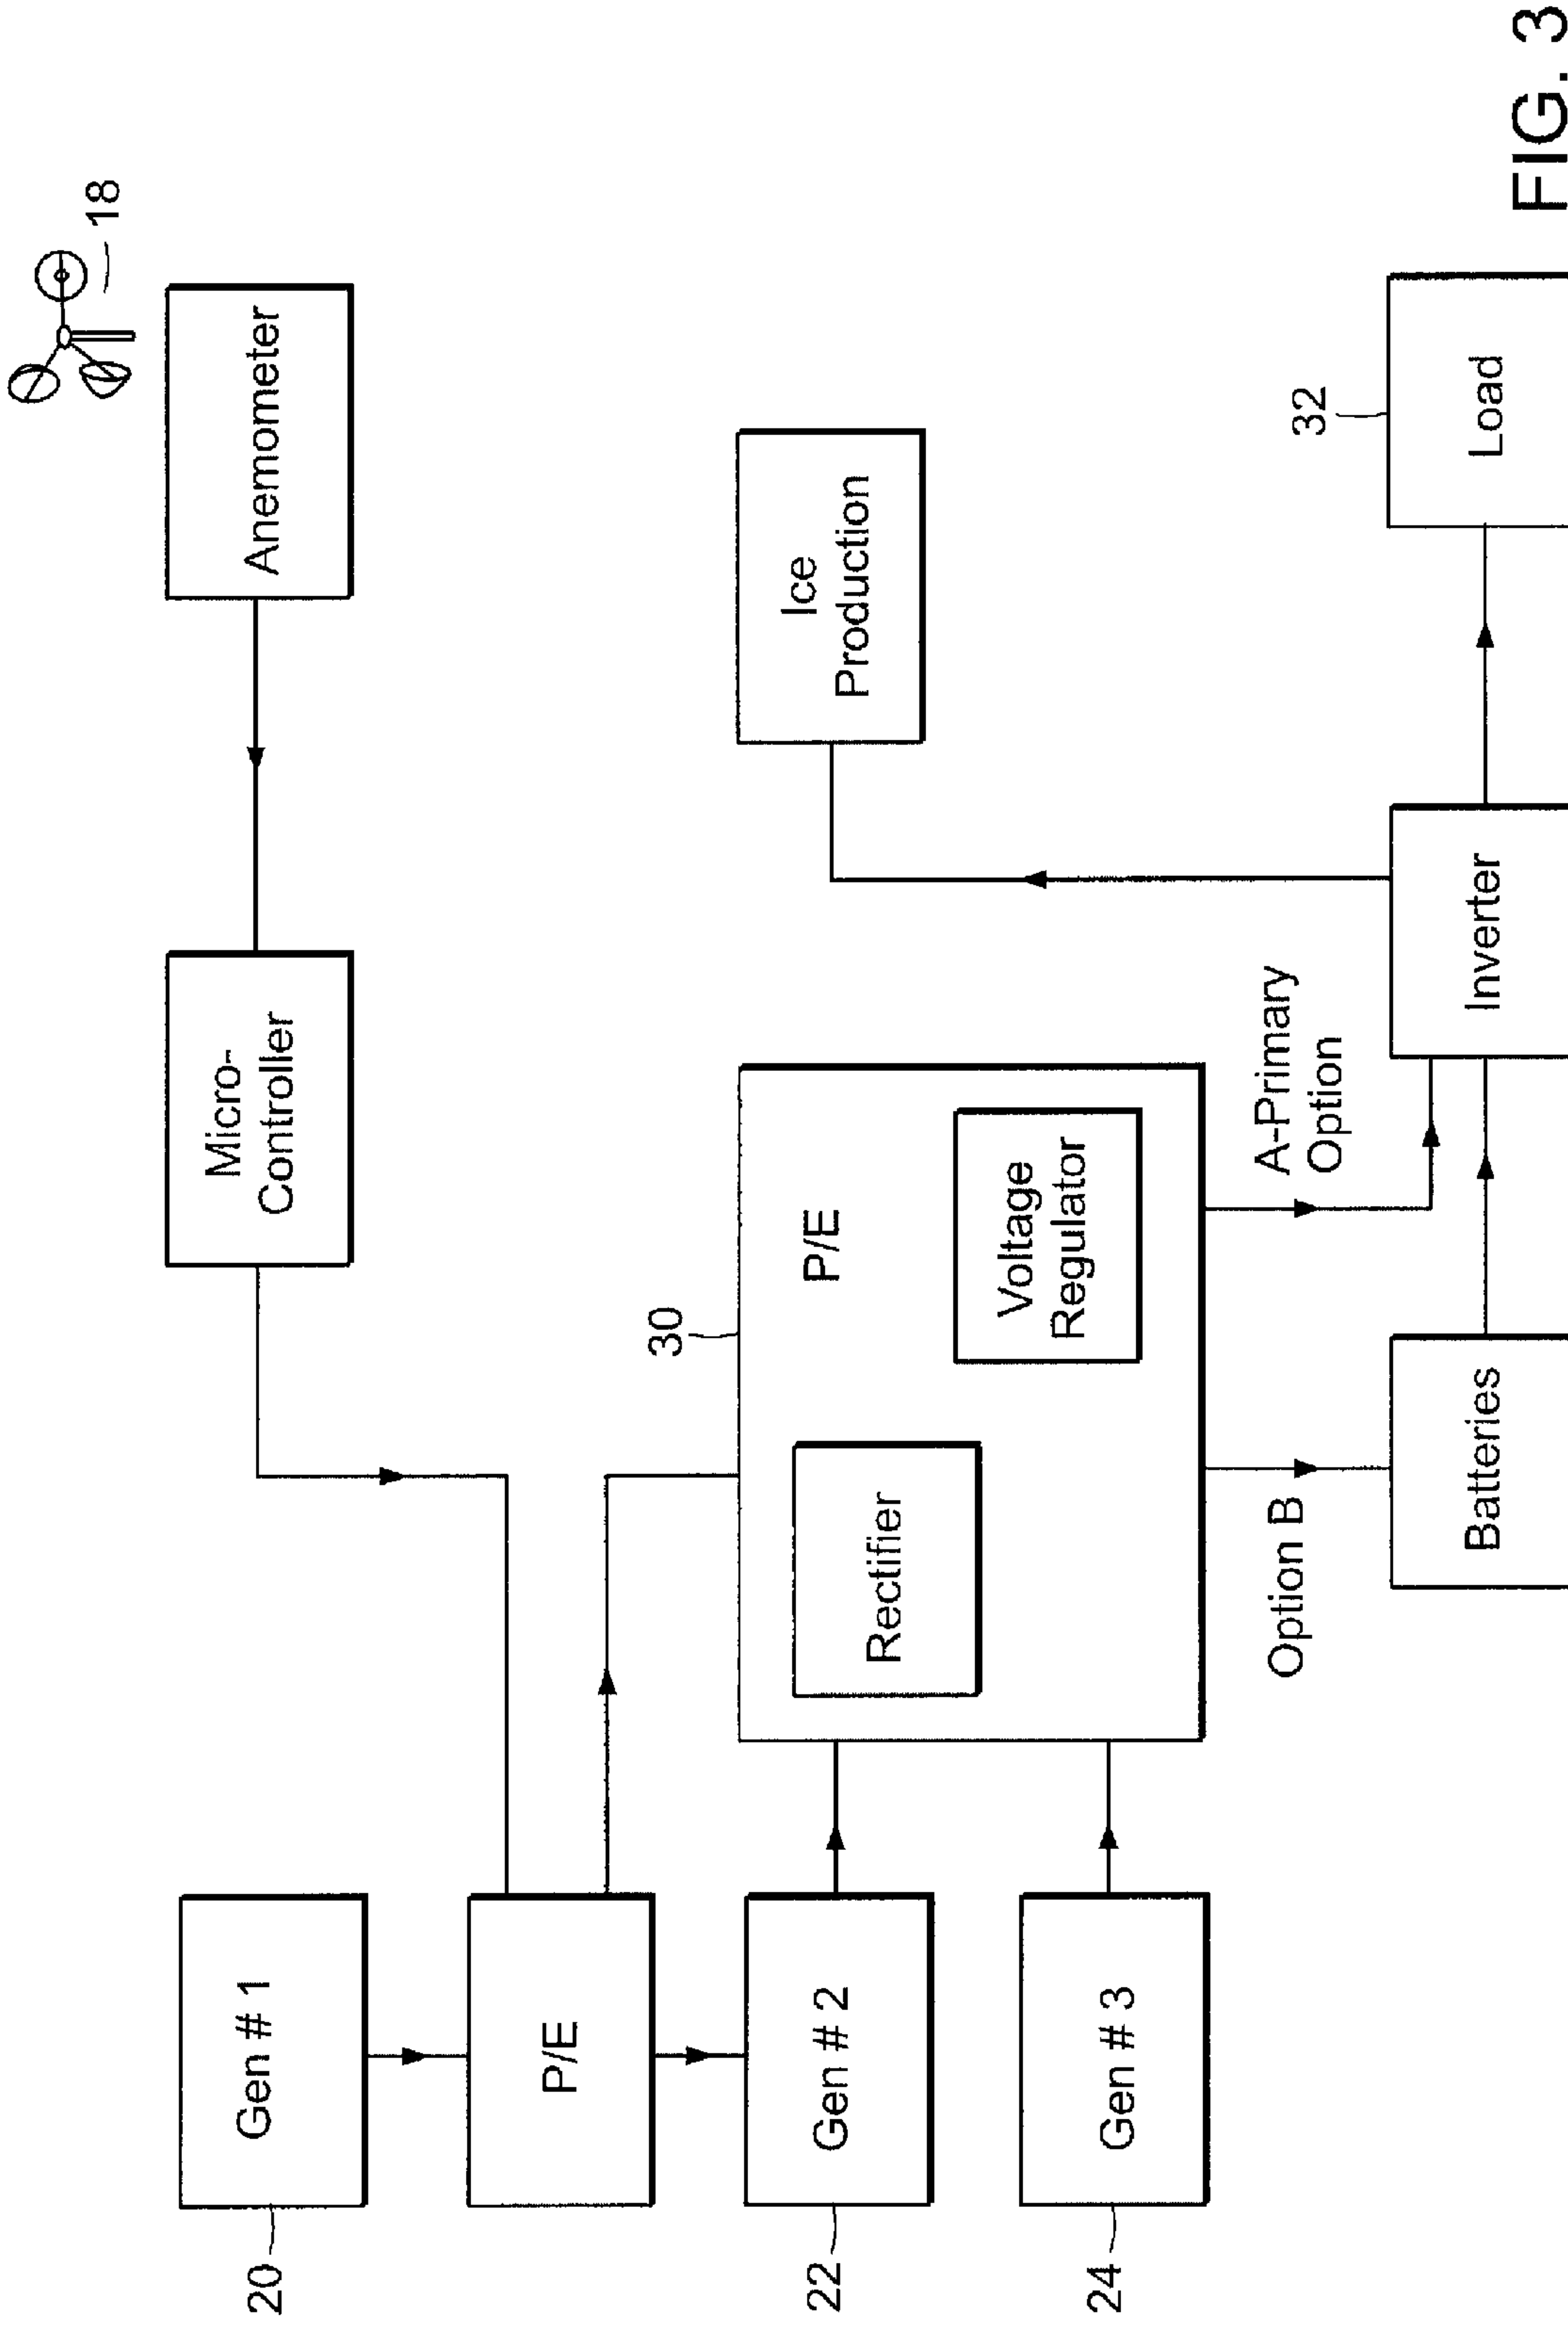 18
Anemometer
Micro-
Controller
Gen # 1
20
P/E
Gen # 2
22
Gen # 3
24
30
P/E
Rectifier
Voltage
Regulator
Ice
Production
A-Primary
Option
Option B
Batteries
Inverter
32
Load
FIG. 3